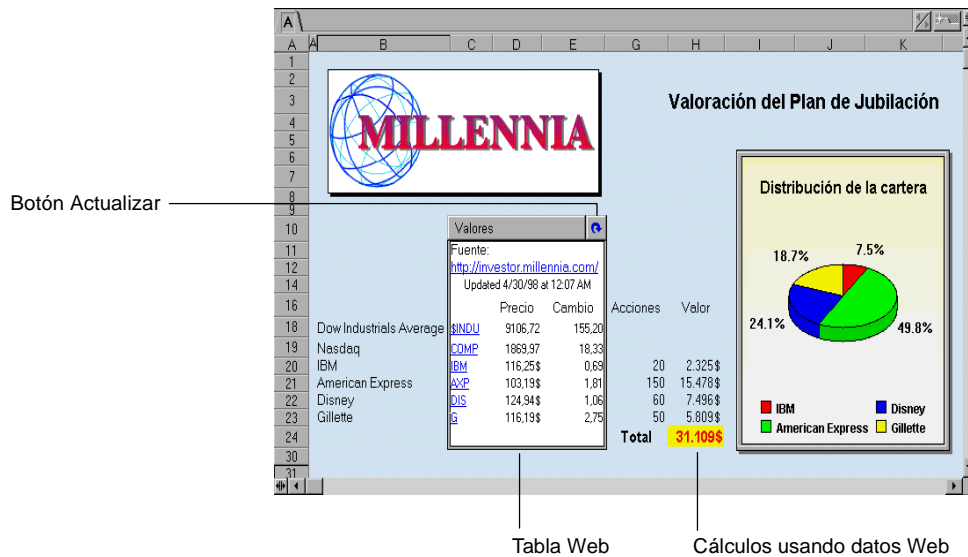 A
A A B C D E G H I J K
1
2
3 Valoración del Plan de Jubilación
4 MILLENNIA
5
6
7 Distribución de la cartera
8
Botón Actualizar
9
10 Valores
11 Fuente:
12 http://investor.millennia.com/
14 Updated 4/30/98 at 12:07 AM
16 Precio Cambio Acciones Valor
18 Dow Industrials Average $INDU 9106,72 155,20
19 Nasdaq COMP 1869,97 18,33
20 IBM IBM 116,25$ 0,69 20 2.325$
21 American Express AXP 103,19$ 1,81 150 15.478$
22 Disney DIS 124,94$ 1,06 60 7.496$
23 Gillette G 116,19$ 2,75 50 5.809$
24 Total 31.109$
30
31
18.7% 7.5%
24.1% 49.8%
IBM Disney
American Express Gillette
Tabla Web Cálculos usando datos Web